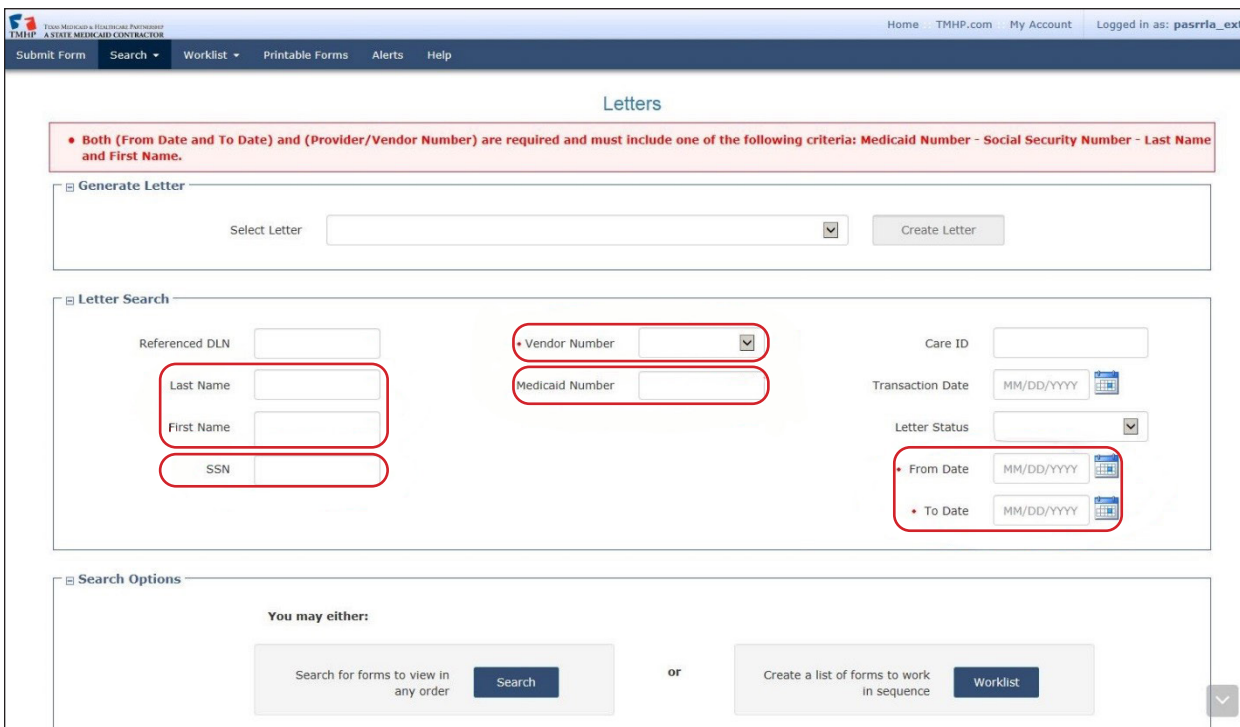 TEXAS MEDICAID & HEALTHCARE PARTNERSHIP
TMHP A STATE MEDICAID CONTRACTOR
Home TMHP.com My Account Logged in as: pasrrla_ext
Submit Form Search Worklist Printable Forms Alerts Help
Letters
• Both (From Date and To Date) and (Provider/Vendor Number) are required and must include one of the following criteria: Medicaid Number - Social Security Number - Last Name
and First Name.
Generate Letter
Select Letter Create Letter
Letter Search
Referenced DLN • Vendor Number Care ID
Last Name Medicaid Number Transaction Date MM/DD/YYYY
First Name Letter Status
SSN • From Date MM/DD/YYYY
• To Date MM/DD/YYYY
Search Options
You may either:
Search for forms to view in
any order
Search
or
Create a list of forms to work
in sequence
Worklist